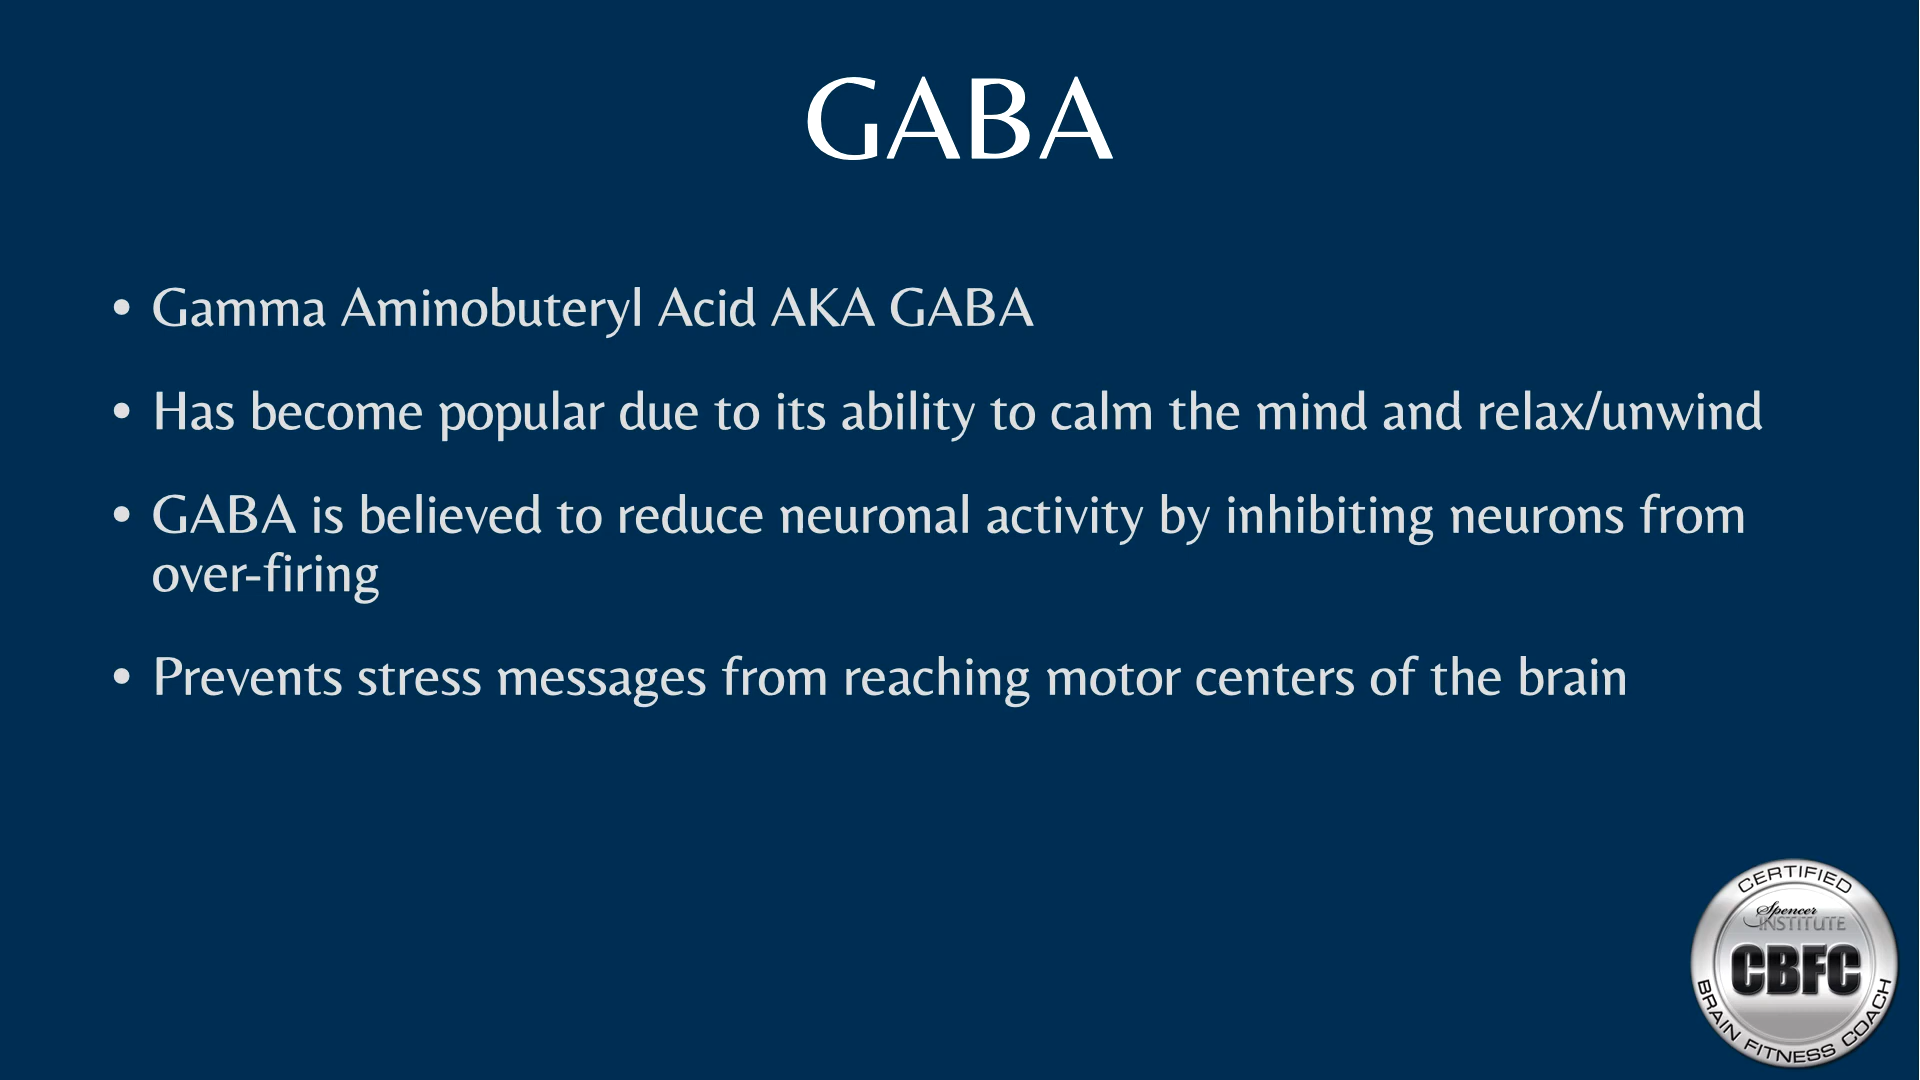 GABA
• Gamma Aminobuteryl Acid AKA GABA
• Has become popular due to its ability to calm the mind and relax/unwind
• GABA is believed to reduce neuronal activity by inhibiting neurons from
over-firing
• Prevents stress messages from reaching motor centers of the brain
CERTIFIED
Spencer
INSTITUTE
CBFC
BRAIN FITNESS COACH